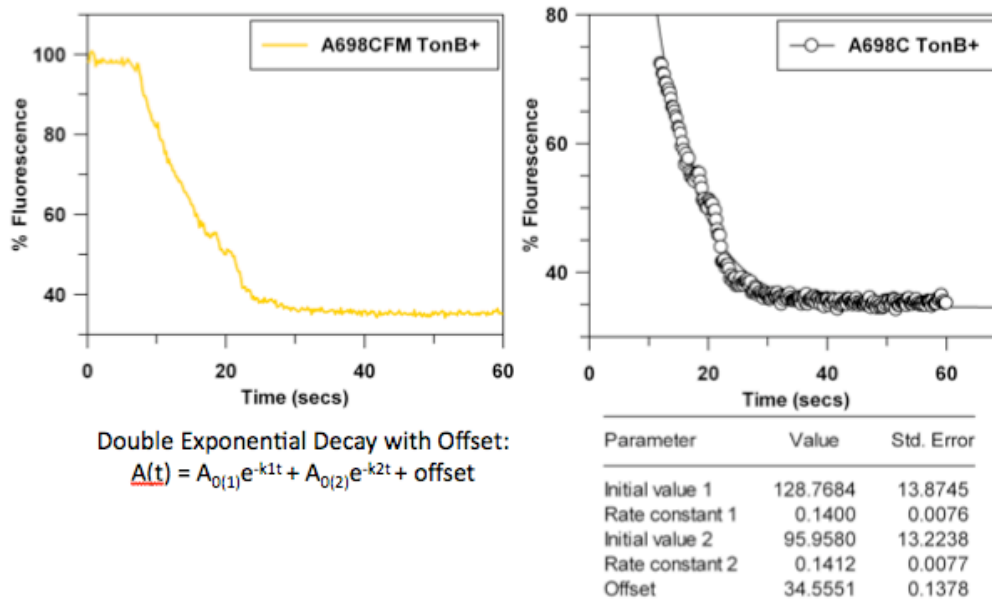 A698CFM TonB+
100
80
60
40
% Fluorescence
0 20 40 60
Time (secs)
A698C TonB+
80
60
40
% Flourescence
0 20 40 60
Time (secs)
Double Exponential Decay with Offset:
A(t) = A0(1)e-k1t + A0(2)e-k2t + offset
Parameter Value Std. Error
Initial value 1 128.7684 13.8745
Rate constant 1 0.1400 0.0076
Initial value 2 95.9580 13.2238
Rate constant 2 0.1412 0.0077
Offset 34.5551 0.1378